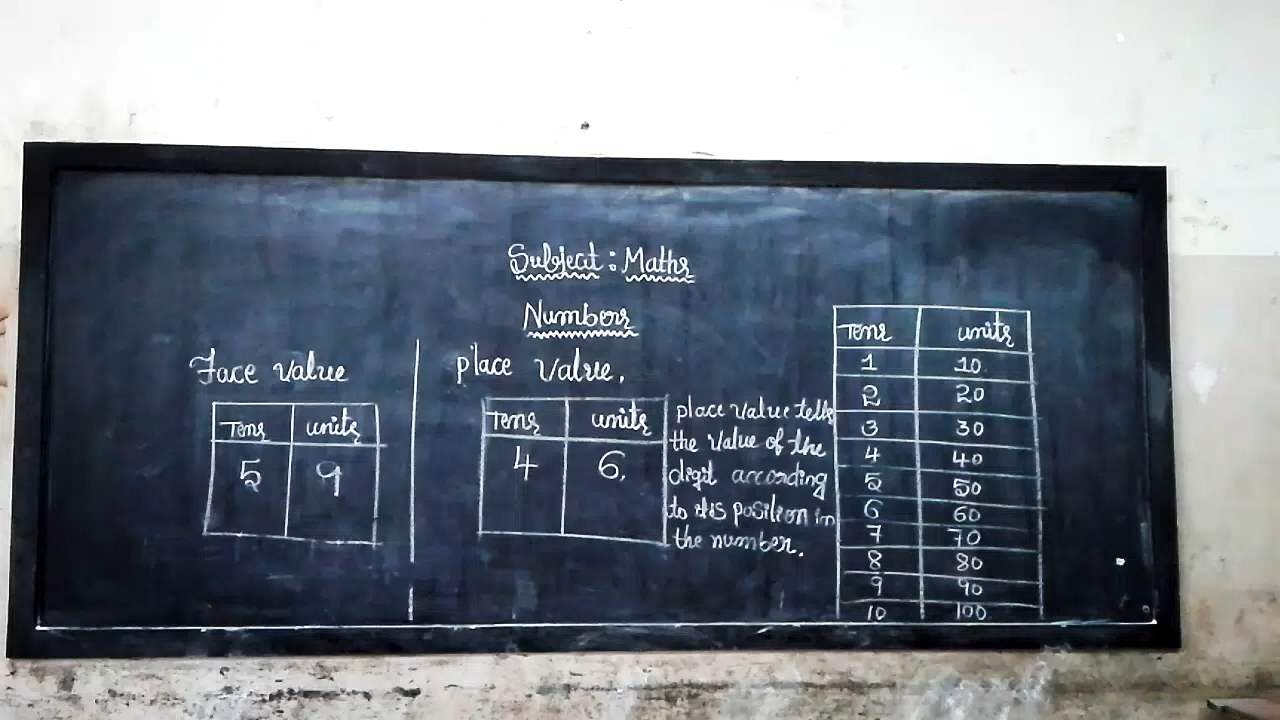 Subject: Maths
Numbers
Face value
Tens units
5 9
place value.
Tens units
4 6.
place value tells
the value of the
digit according
to its position in
the number.
Tens units
1 10
2 20
3 30
4 40
5 50
6 60
7 70
8 80
9 90
10 100